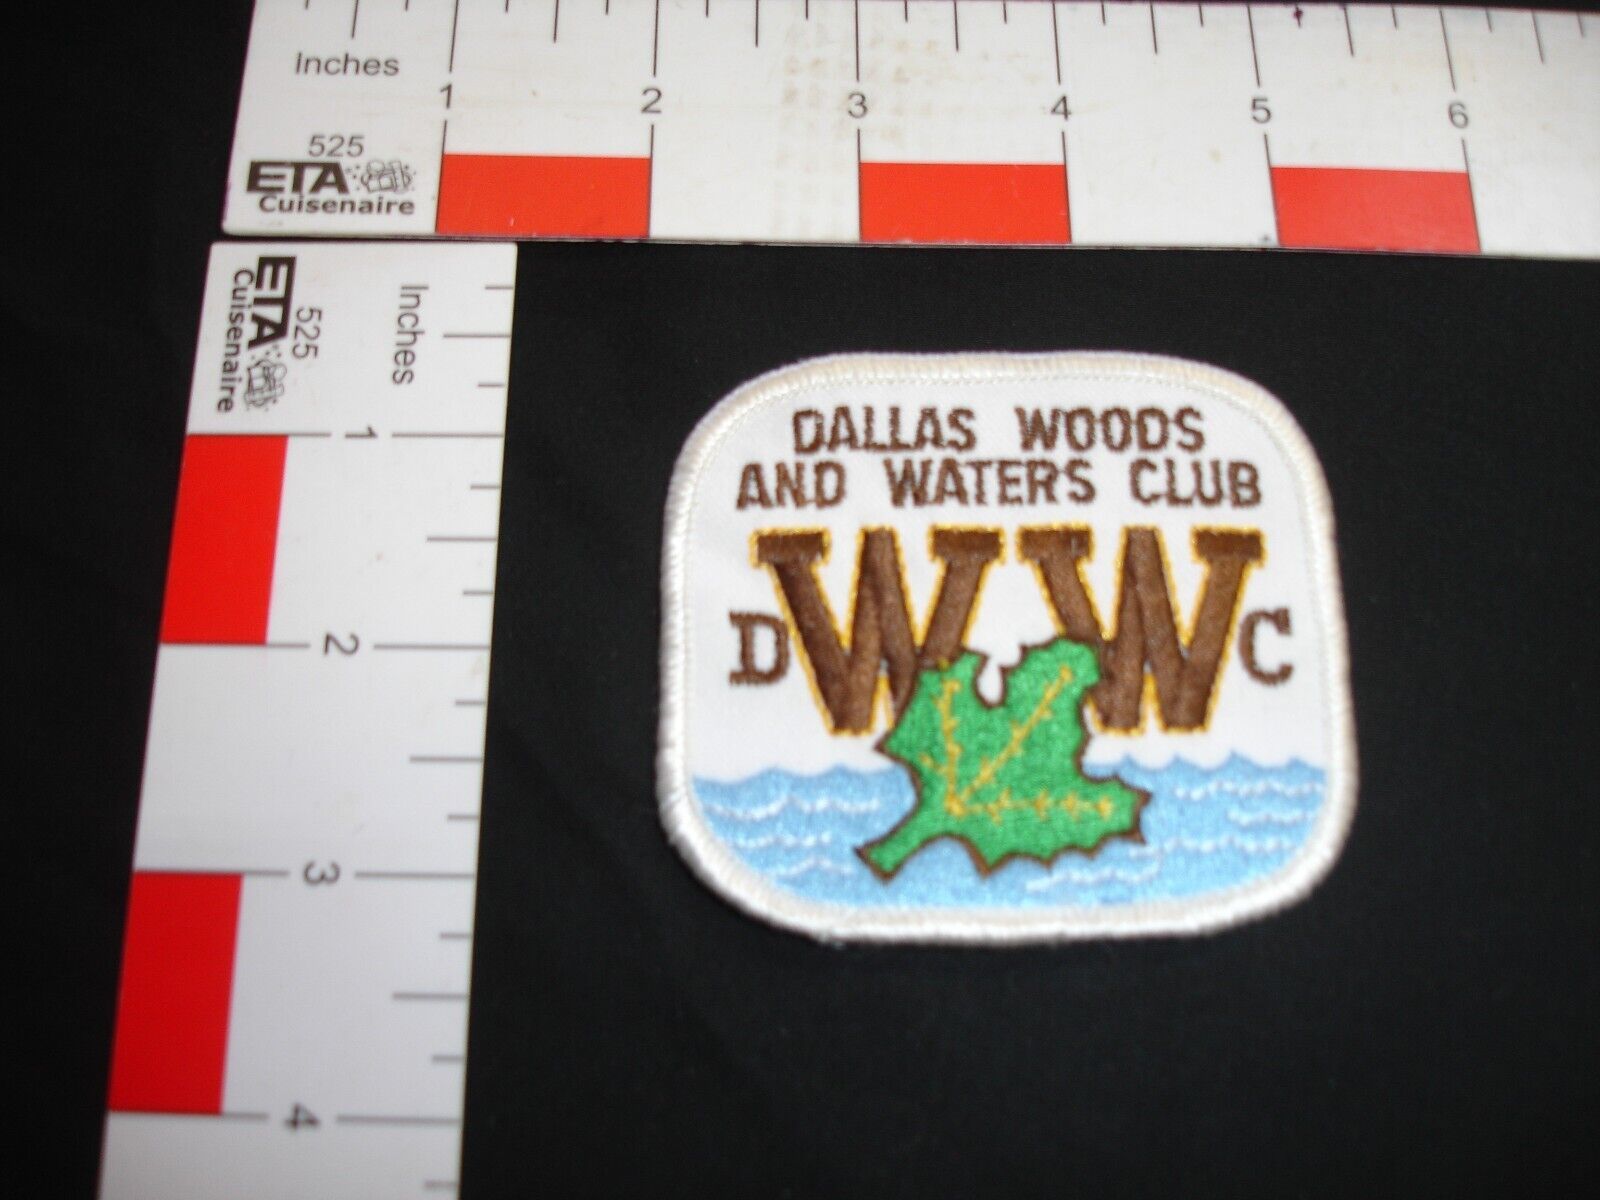 Inches
1 2 3 4 5 6
525
ETA
Cuisenaire
ETA
Cuisenaire
525
Inches
1
2
3
4
DALLAS WOODS
AND WATERS CLUB
D W W C